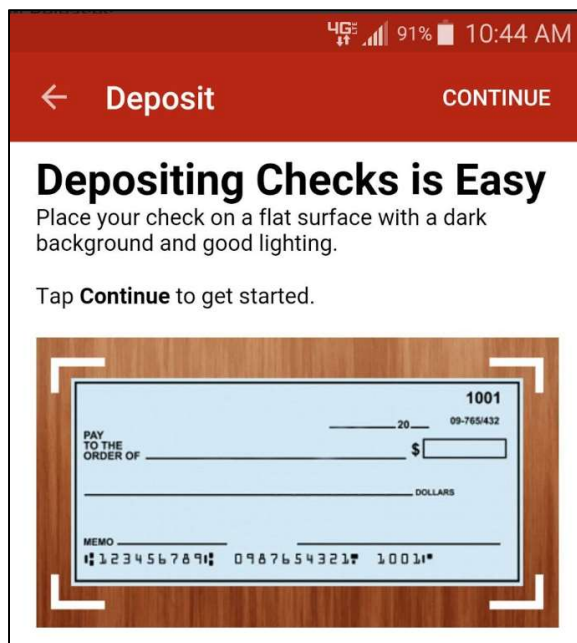 4G LTE 91% 10:44 AM
Deposit CONTINUE
Depositing Checks is Easy
Place your check on a flat surface with a dark
background and good lighting.
Tap Continue to get started.
1001
20 09-765/432
PAY
TO THE
ORDER OF $
DOLLARS
MEMO
⑆123456789⑆ 0987654321⑈ 1001⑈